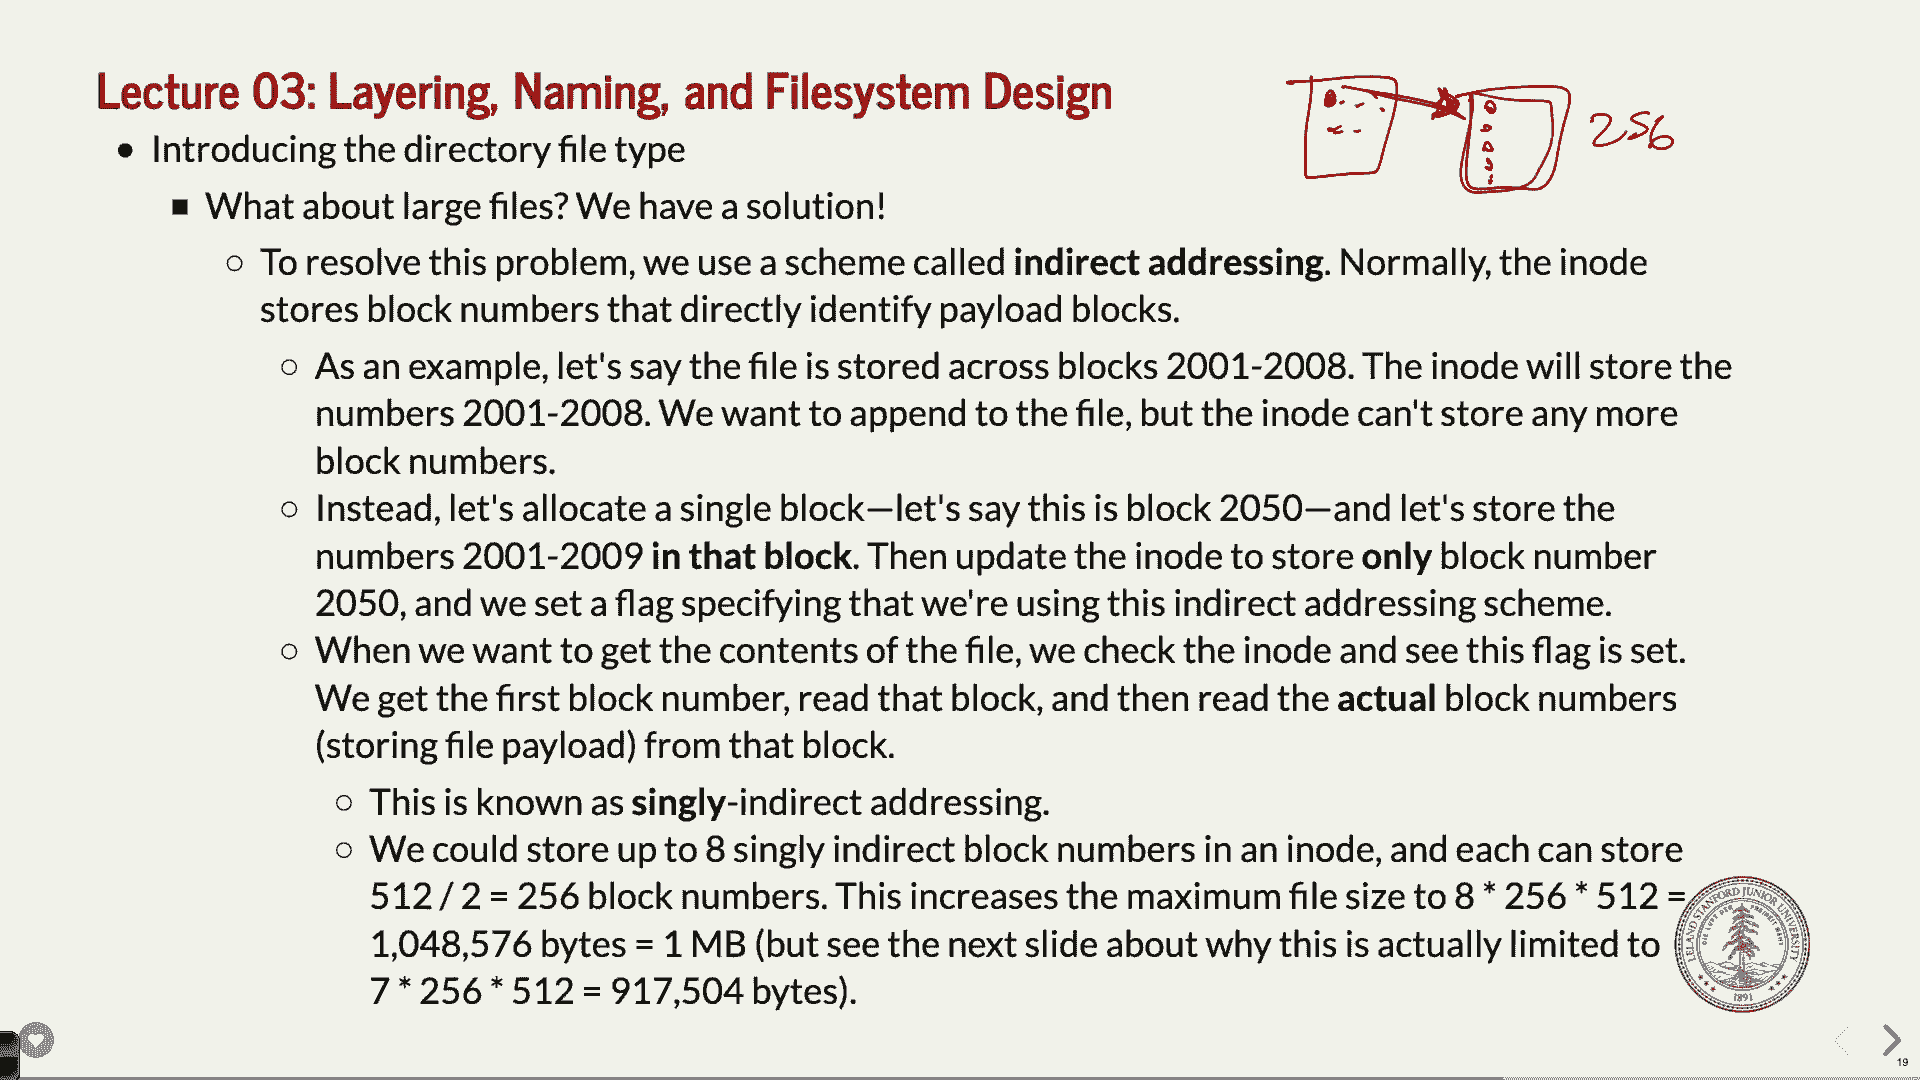 Lecture 03: Layering, Naming, and Filesystem Design
256
● Introducing the directory file type
■ What about large files? We have a solution!
○ To resolve this problem, we use a scheme called indirect addressing. Normally, the inode
stores block numbers that directly identify payload blocks.
○ As an example, let's say the file is stored across blocks 2001-2008. The inode will store the
numbers 2001-2008. We want to append to the file, but the inode can't store any more
block numbers.
○ Instead, let's allocate a single block—let's say this is block 2050—and let's store the
numbers 2001-2009 in that block. Then update the inode to store only block number
2050, and we set a flag specifying that we're using this indirect addressing scheme.
○ When we want to get the contents of the file, we check the inode and see this flag is set.
We get the first block number, read that block, and then read the actual block numbers
(storing file payload) from that block.
○ This is known as singly-indirect addressing.
○ We could store up to 8 singly indirect block numbers in an inode, and each can store
512 / 2 = 256 block numbers. This increases the maximum file size to 8 * 256 * 512 =
1,048,576 bytes = 1 MB (but see the next slide about why this is actually limited to
7 * 256 * 512 = 917,504 bytes).
LELAND STANFORD JUNIOR UNIVERSITY
1891
19